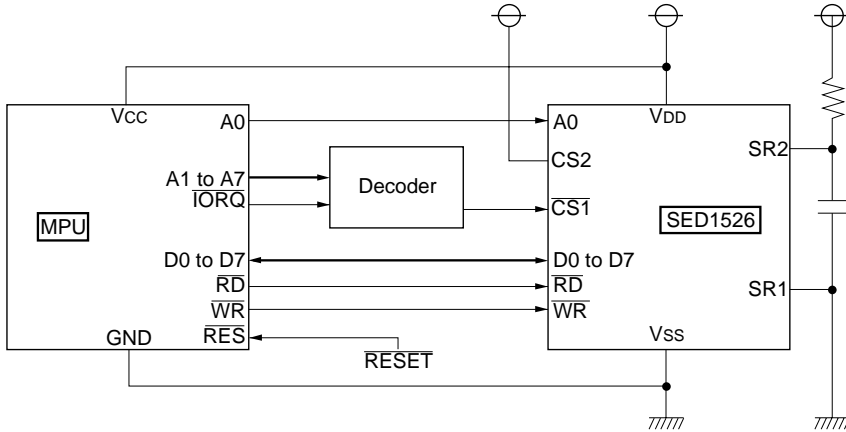 VCC
A0
A1 to A7
IORQ
MPU
D0 to D7
RD
WR
RES
GND
Decoder
RESET
VDD
A0
CS2
CS1
SED1526
D0 to D7
RD
WR
VSS
SR2
SR1